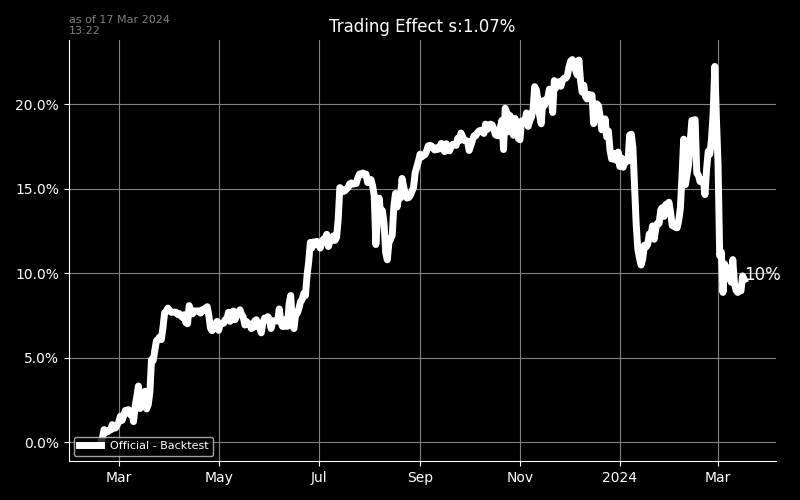 as of 17 Mar 2024
13:22
Trading Effect s:1.07%
20.0%
15.0%
10.0%
10%
5.0%
0.0%
Official - Backtest
Mar May Jul Sep Nov 2024 Mar